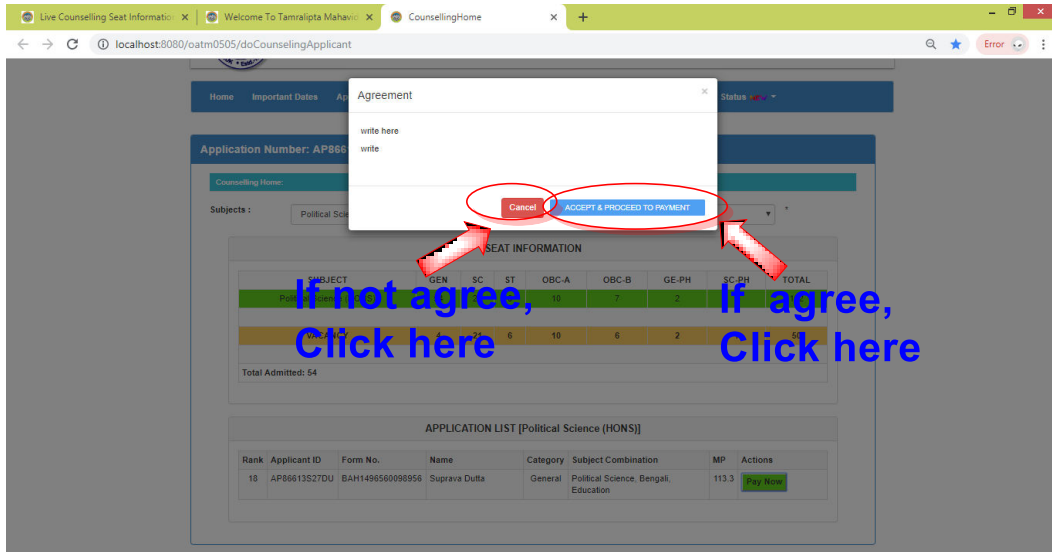 Live Counselling Seat Information
Welcome To Tamralipta Mahavid
CounsellingHome
localhost:8080/oatm0505/doCounselingApplicant
Error
Home Important Dates Ap
Status
Agreement
×
write here
write
Cancel
ACCEPT & PROCEED TO PAYMENT
Application Number: AP866
Counselling Home:
Subjects :
Political Scie
*
SEAT INFORMATION
SUBJECT GEN SC ST OBC-A OBC-B GE-PH SC-PH TOTAL
10 7 2
VACANCY 4 21 6 10 6 2
If not agree,
Click here
If agree,
Click here
Total Admitted: 54
APPLICATION LIST [Political Science (HONS)]
Rank Applicant ID Form No. Name Category Subject Combination MP Actions
18 AP86613S27DU BAH1496560098956 Suprava Dutta General Political Science, Bengali, 113.3 Pay Now
Education